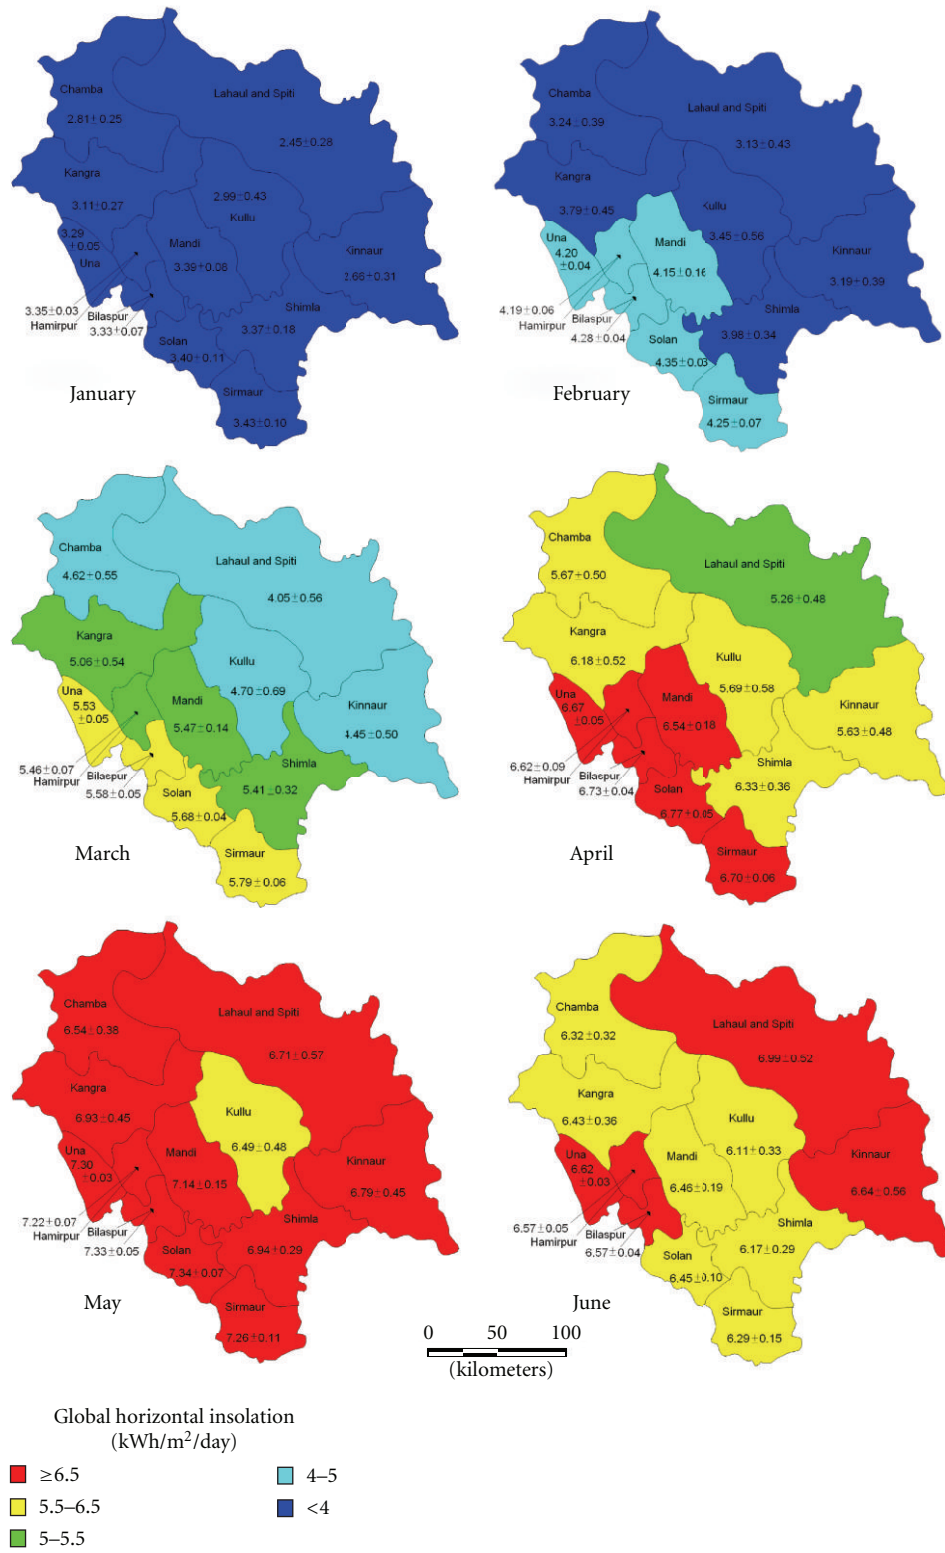 Chamba
2.81±0.25
Lahaul and Spiti
2.45±0.28
Kangra
3.11±0.27
2.99±0.43
Kullu
3.29
±0.05
Una
Mandi
3.39±0.08
Kinnaur
2.66±0.31
3.35±0.03
Hamirpur
Bilaspur
3.33±0.07
Shimla
3.37±0.18
Solan
3.40±0.11
Sirmaur
3.43±0.10
January
Chamba
3.24±0.39
Lahaul and Spiti
3.13±0.43
Kangra
3.79±0.45
Kullu
3.45±0.56
Una
4.20
±0.04
Mandi
4.15±0.16
Kinnaur
3.19±0.39
4.19±0.06
Hamirpur
Bilaspur
4.28±0.04
Shimla
3.98±0.34
Solan
4.35±0.03
Sirmaur
4.25±0.07
February
Chamba
4.62±0.55
Lahaul and Spiti
4.05±0.56
Kangra
5.06±0.54
Kullu
4.70±0.69
Una
5.53
±0.05
Mandi
5.47±0.14
Kinnaur
4.45±0.50
5.46±0.07
Hamirpur
Bilaspur
5.58±0.05
Shimla
5.41±0.32
Solan
5.68±0.04
Sirmaur
5.79±0.06
March
Chamba
5.67±0.50
Lahaul and Spiti
5.26±0.48
Kangra
6.18±0.52
Kullu
5.69±0.58
Una
6.67
±0.05
Mandi
6.54±0.18
Kinnaur
5.63±0.48
6.62±0.09
Hamirpur
Bilaspur
6.73±0.04
Shimla
6.33±0.36
Solan
6.77±0.05
Sirmaur
6.70±0.06
April
Chamba
6.54±0.38
Lahaul and Spiti
6.71±0.57
Kangra
6.93±0.45
Kullu
6.49±0.48
Una
7.30
±0.03
Mandi
7.14±0.15
Kinnaur
6.79±0.45
7.22±0.07
Hamirpur
Bilaspur
7.33±0.05
Shimla
6.94±0.29
Solan
7.34±0.07
Sirmaur
7.26±0.11
May
Chamba
6.32±0.32
Lahaul and Spiti
6.99±0.52
Kangra
6.43±0.36
Kullu
6.11±0.33
Una
6.62
±0.03
Mandi
6.46±0.19
Kinnaur
6.64±0.56
6.57±0.05
Hamirpur
Bilaspur
6.57±0.04
Shimla
6.17±0.29
Solan
6.45±0.10
Sirmaur
6.29±0.15
June
0 50 100
(kilometers)
Global horizontal insolation
(kWh/m²/day)
≥6.5
5.5–6.5
5–5.5
4–5
<4